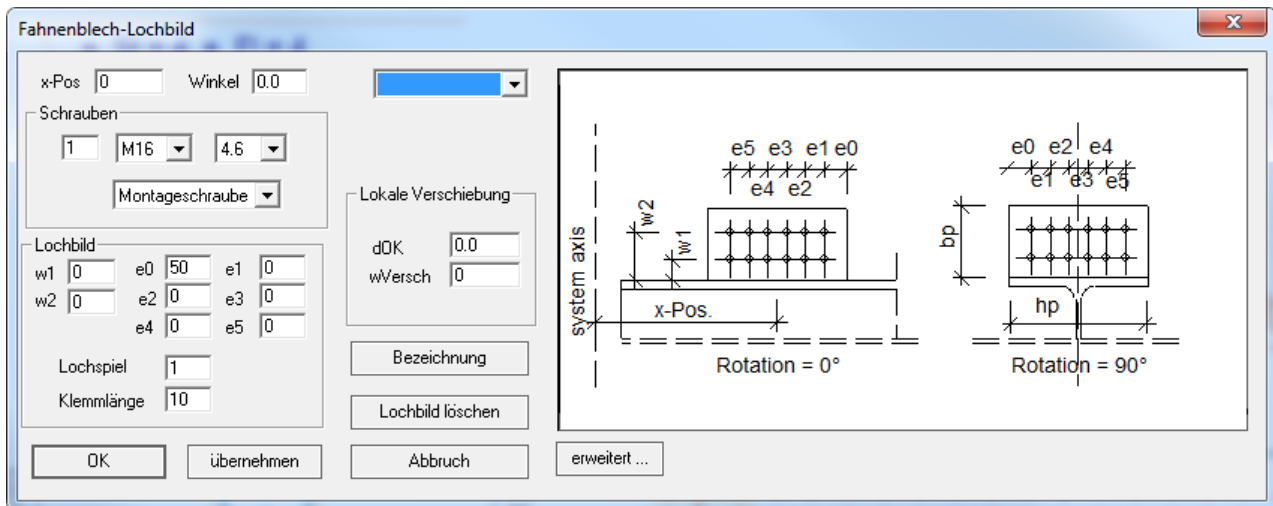 Fahnenblech-Lochbild
x-Pos 0 Winkel 0.0
Schrauben
1 M16 4.6
Montageschraube
Lochbild
w1 0 e0 50 e1 0
w2 0 e2 0 e3 0
e4 0 e5 0
Lochspiel 1
Klemmlänge 10
OK
übernehmen
Lokale Verschiebung
dOK 0.0
wVersch 0
Bezeichnung
Lochbild löschen
Abbruch
e5 e3 e1 e0
e4 e2
w2
w1
system axis
x-Pos.
Rotation = 0°
e0 e2 e4
e1 e3 e5
bp
hp
Rotation = 90°
erweitert ...